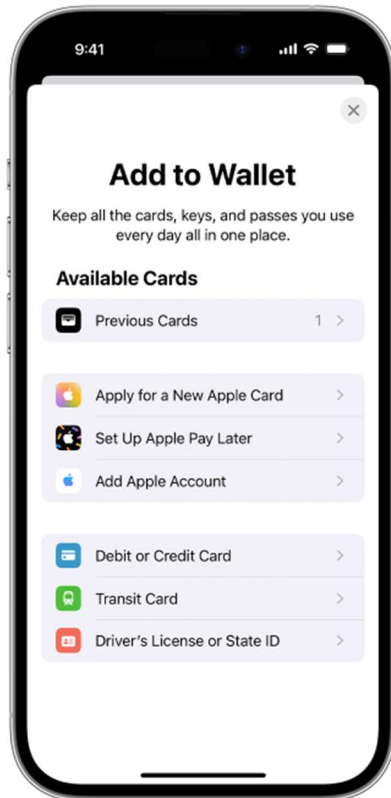 9:41
Add to Wallet
Keep all the cards, keys, and passes you use
every day all in one place.
Available Cards
Previous Cards 1
Apply for a New Apple Card
Set Up Apple Pay Later
Add Apple Account
Debit or Credit Card
Transit Card
Driver's License or State ID